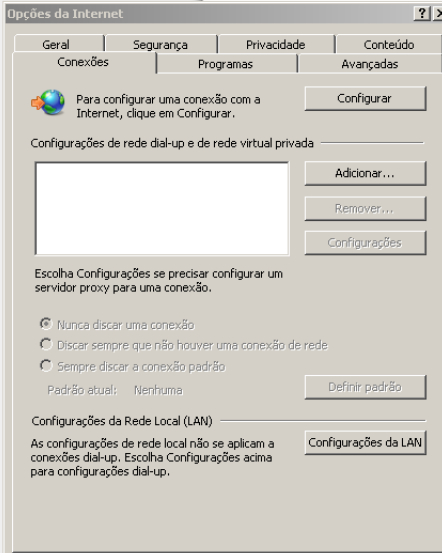 Opções da Internet
Geral Segurança Privacidade Conteúdo
Conexões Programas Avançadas
Para configurar uma conexão com a
Internet, clique em Configurar.
Configurar
Configurações de rede dial-up e de rede virtual privada
Adicionar...
Remover...
Configurações
Escolha Configurações se precisar configurar um
servidor proxy para uma conexão.
Nunca discar uma conexão
Discar sempre que não houver uma conexão de rede
Sempre discar a conexão padrão
Padrão atual: Nenhuma
Definir padrão
Configurações da Rede Local (LAN)
As configurações de rede local não se aplicam a
conexões dial-up. Escolha Configurações acima
para configurações dial-up.
Configurações da LAN